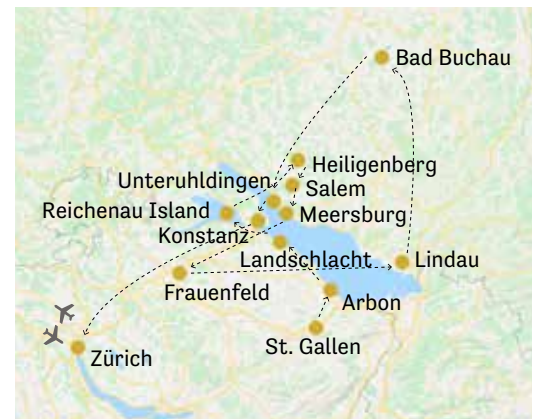 Bad Buchau
Heiligenberg
Unteruhldingen
Salem
Reichenau Island
Meersburg
Konstanz
Landschlacht
Lindau
Frauenfeld
Arbon
St. Gallen
Zürich